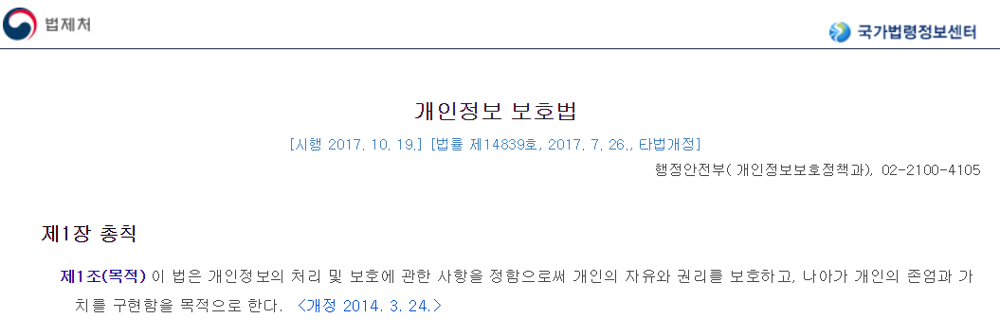 법제처
국가법령정보센터
개인정보 보호법
[시행 2017. 10. 19.] [법률 제14839호, 2017. 7. 26., 타법개정]
행정안전부( 개인정보보호정책과), 02-2100-4105
제1장 총칙
제1조(목적) 이 법은 개인정보의 처리 및 보호에 관한 사항을 정함으로써 개인의 자유와 권리를 보호하고, 나아가 개인의 존엄과 가
치를 구현함을 목적으로 한다. <개정 2014. 3. 24.>